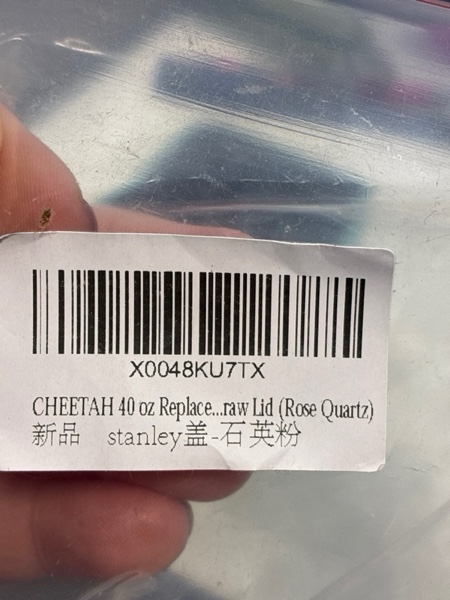 X0048KU7TX
CHEETAH 40 oz Replace...raw Lid (Rose Quartz)
新品 stanley盖-石英粉